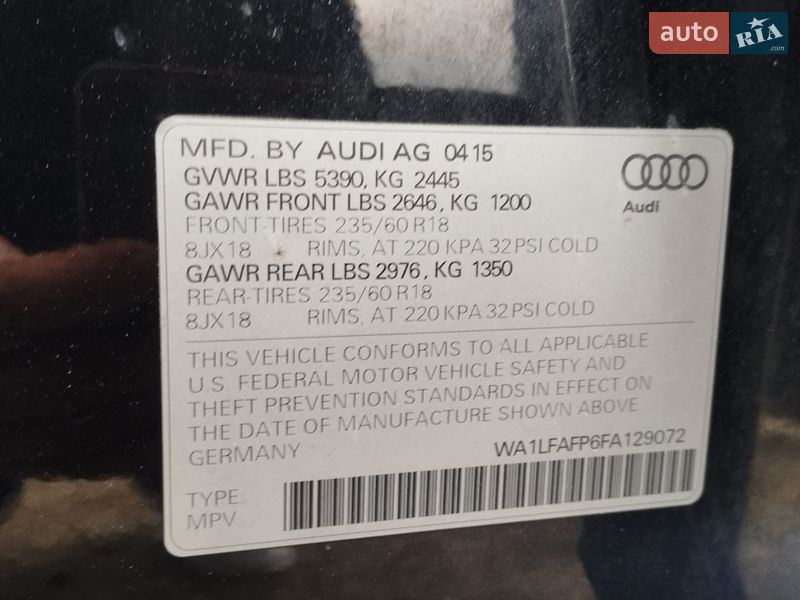 auto RIA .com
MFD. BY AUDI AG 0415
GVWR LBS 5390, KG 2445
GAWR FRONT LBS 2646, KG 1200
FRONT-TIRES 235/60 R18
8JX18 RIMS, AT 220 KPA 32 PSI COLD
GAWR REAR LBS 2976, KG 1350
REAR-TIRES 235/60 R18
8JX18 RIMS, AT 220 KPA 32 PSI COLD
Audi
THIS VEHICLE CONFORMS TO ALL APPLICABLE
U.S. FEDERAL MOTOR VEHICLE SAFETY AND
THEFT PREVENTION STANDARDS IN EFFECT ON
THE DATE OF MANUFACTURE SHOWN ABOVE
GERMANY
WA1LFAFP6FA129072
TYPE:
MPV